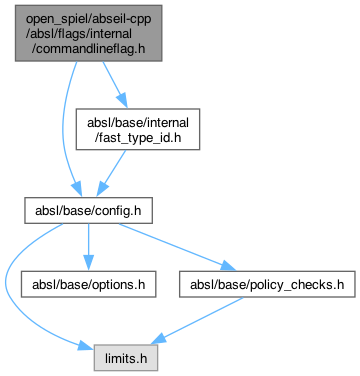 open_spiel/abseil-cpp
/absl/flags/internal
/commandlineflag.h
absl/base/internal
/fast_type_id.h
absl/base/config.h
absl/base/options.h
absl/base/policy_checks.h
limits.h